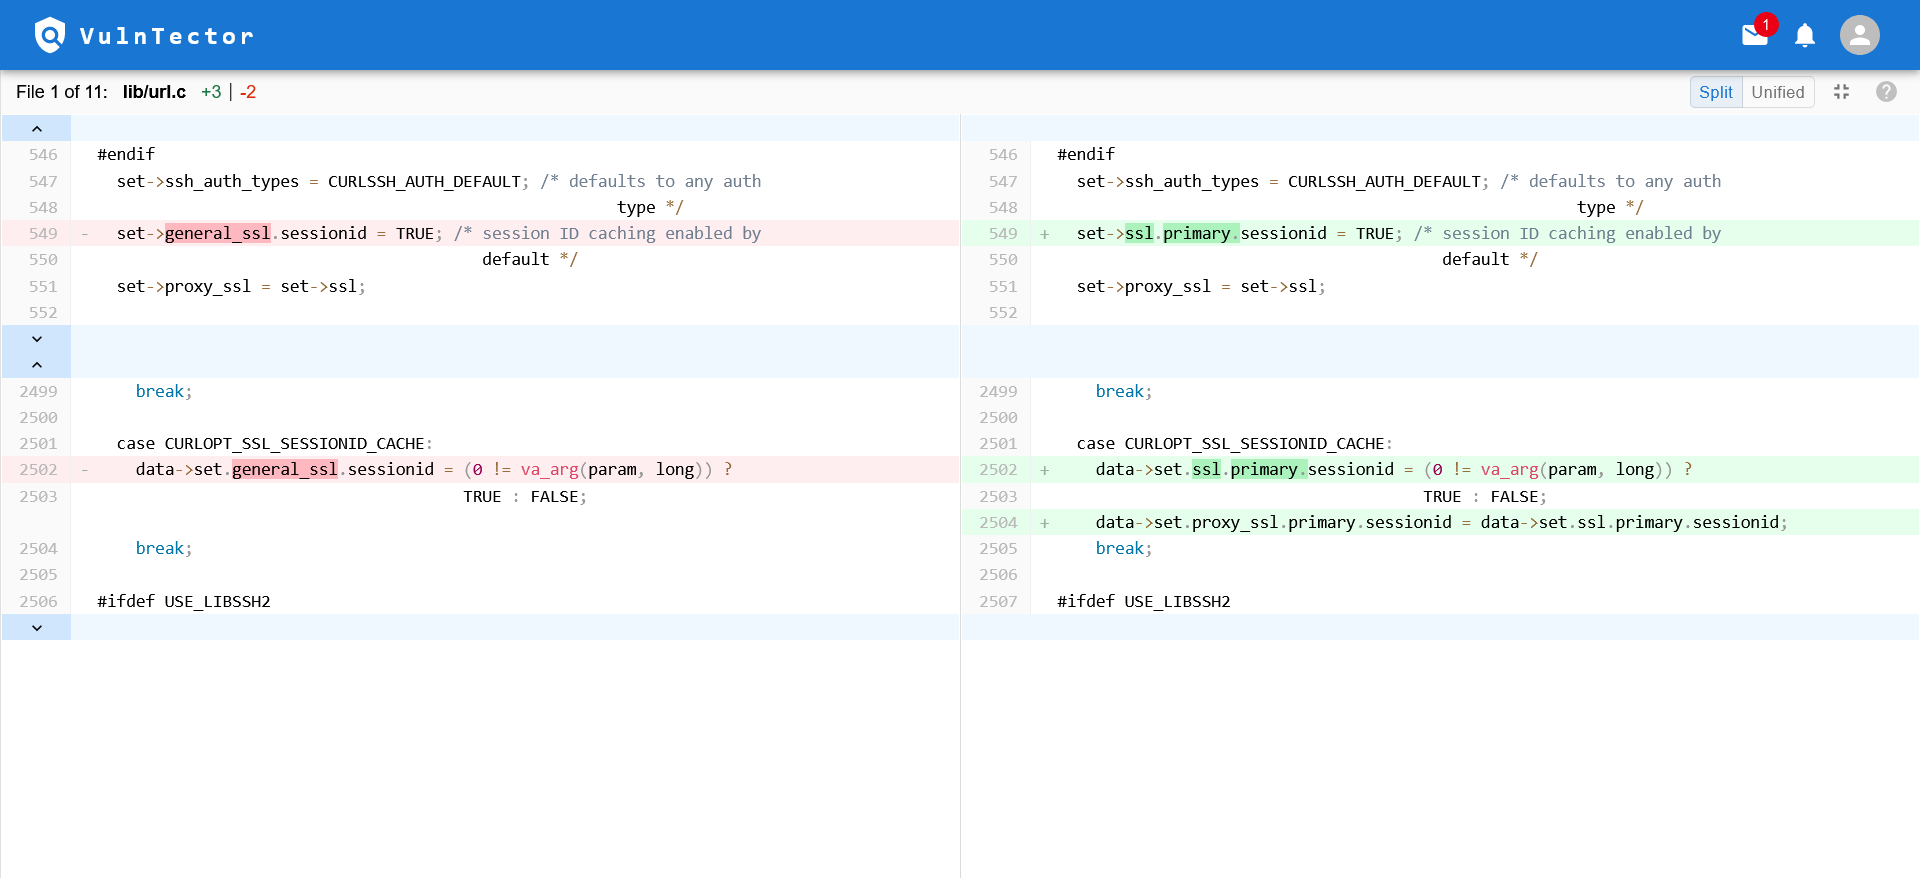 VulnTector
1
File 1 of 11: lib/url.c +3 | -2
Split Unified
546 #endif
547 set->ssh_auth_types = CURLSSH_AUTH_DEFAULT; /* defaults to any auth
548 type */
549 - set->general_ssl.sessionid = TRUE; /* session ID caching enabled by
550 default */
551 set->proxy_ssl = set->ssl;
552
2499 break;
2500
2501 case CURLOPT_SSL_SESSIONID_CACHE:
2502 - data->set.general_ssl.sessionid = (0 != va_arg(param, long)) ?
2503 TRUE : FALSE;
2504 break;
2505
2506 #ifdef USE_LIBSSH2
546 #endif
547 set->ssh_auth_types = CURLSSH_AUTH_DEFAULT; /* defaults to any auth
548 type */
549 + set->ssl.primary.sessionid = TRUE; /* session ID caching enabled by
550 default */
551 set->proxy_ssl = set->ssl;
552
2499 break;
2500
2501 case CURLOPT_SSL_SESSIONID_CACHE:
2502 + data->set.ssl.primary.sessionid = (0 != va_arg(param, long)) ?
2503 TRUE : FALSE;
2504 + data->set.proxy_ssl.primary.sessionid = data->set.ssl.primary.sessionid;
2505 break;
2506
2507 #ifdef USE_LIBSSH2